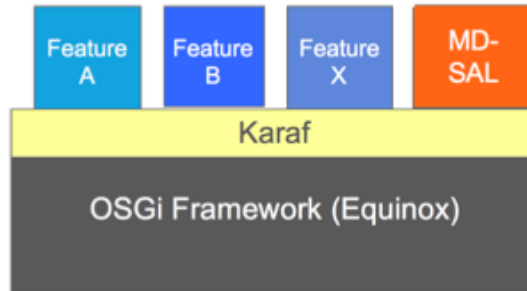 Feature
A
Feature
B
Feature
X
MD-
SAL
Karaf
OSGi Framework (Equinox)